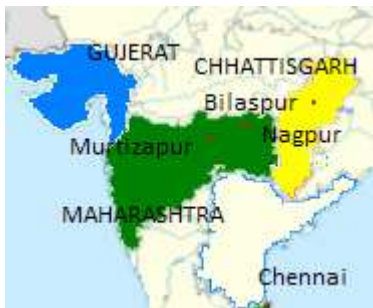 GUJERAT
CHHATTISGARH
Bilaspur
Nagpur
Murtizapur
MAHARASHTRA
Chennai